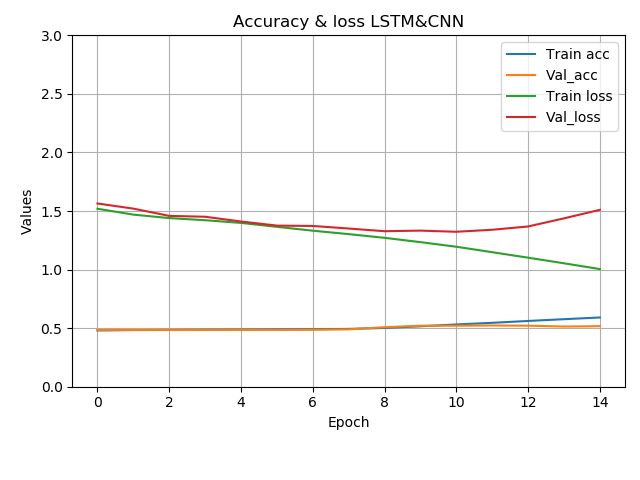 Accuracy & loss LSTM&CNN
3.0
2.5
2.0
1.5
1.0
0.5
0.0
Values
Train acc
Val_acc
Train loss
Val_loss
0 2 4 6 8 10 12 14
Epoch